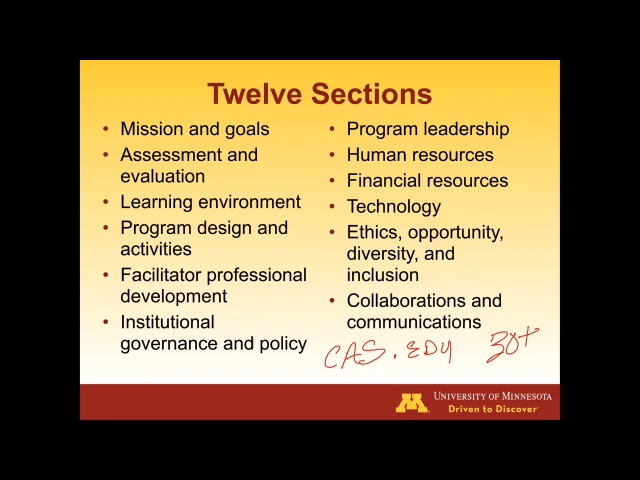 Twelve Sections
• Mission and goals
• Assessment and
evaluation
• Learning environment
• Program design and
activities
• Facilitator professional
development
• Institutional
governance and policy
• Program leadership
• Human resources
• Financial resources
• Technology
• Ethics, opportunity,
diversity, and
inclusion
• Collaborations and
communications
CAS.EDU 30+
UNIVERSITY OF MINNESOTA
Driven to Discover